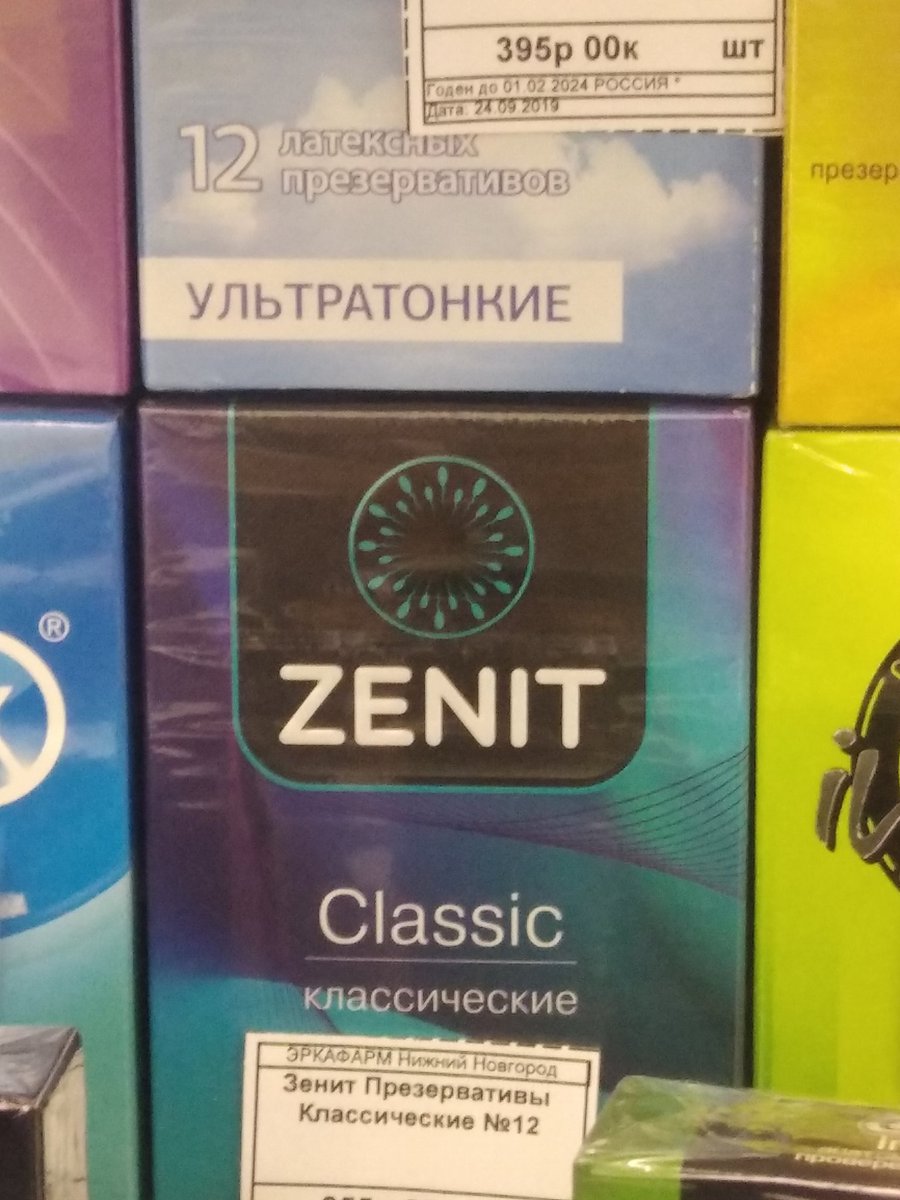 395р 00к шт
Годен до 01.02 2024 РОССИЯ *
Дата: 24.09.2019
12 латексных
презервативов
УЛЬТРАТОНКИЕ
®
ZENIT
Classic
классические
ЭРКАФАРМ Нижний Новгород
Зенит Презервативы
Классические №12